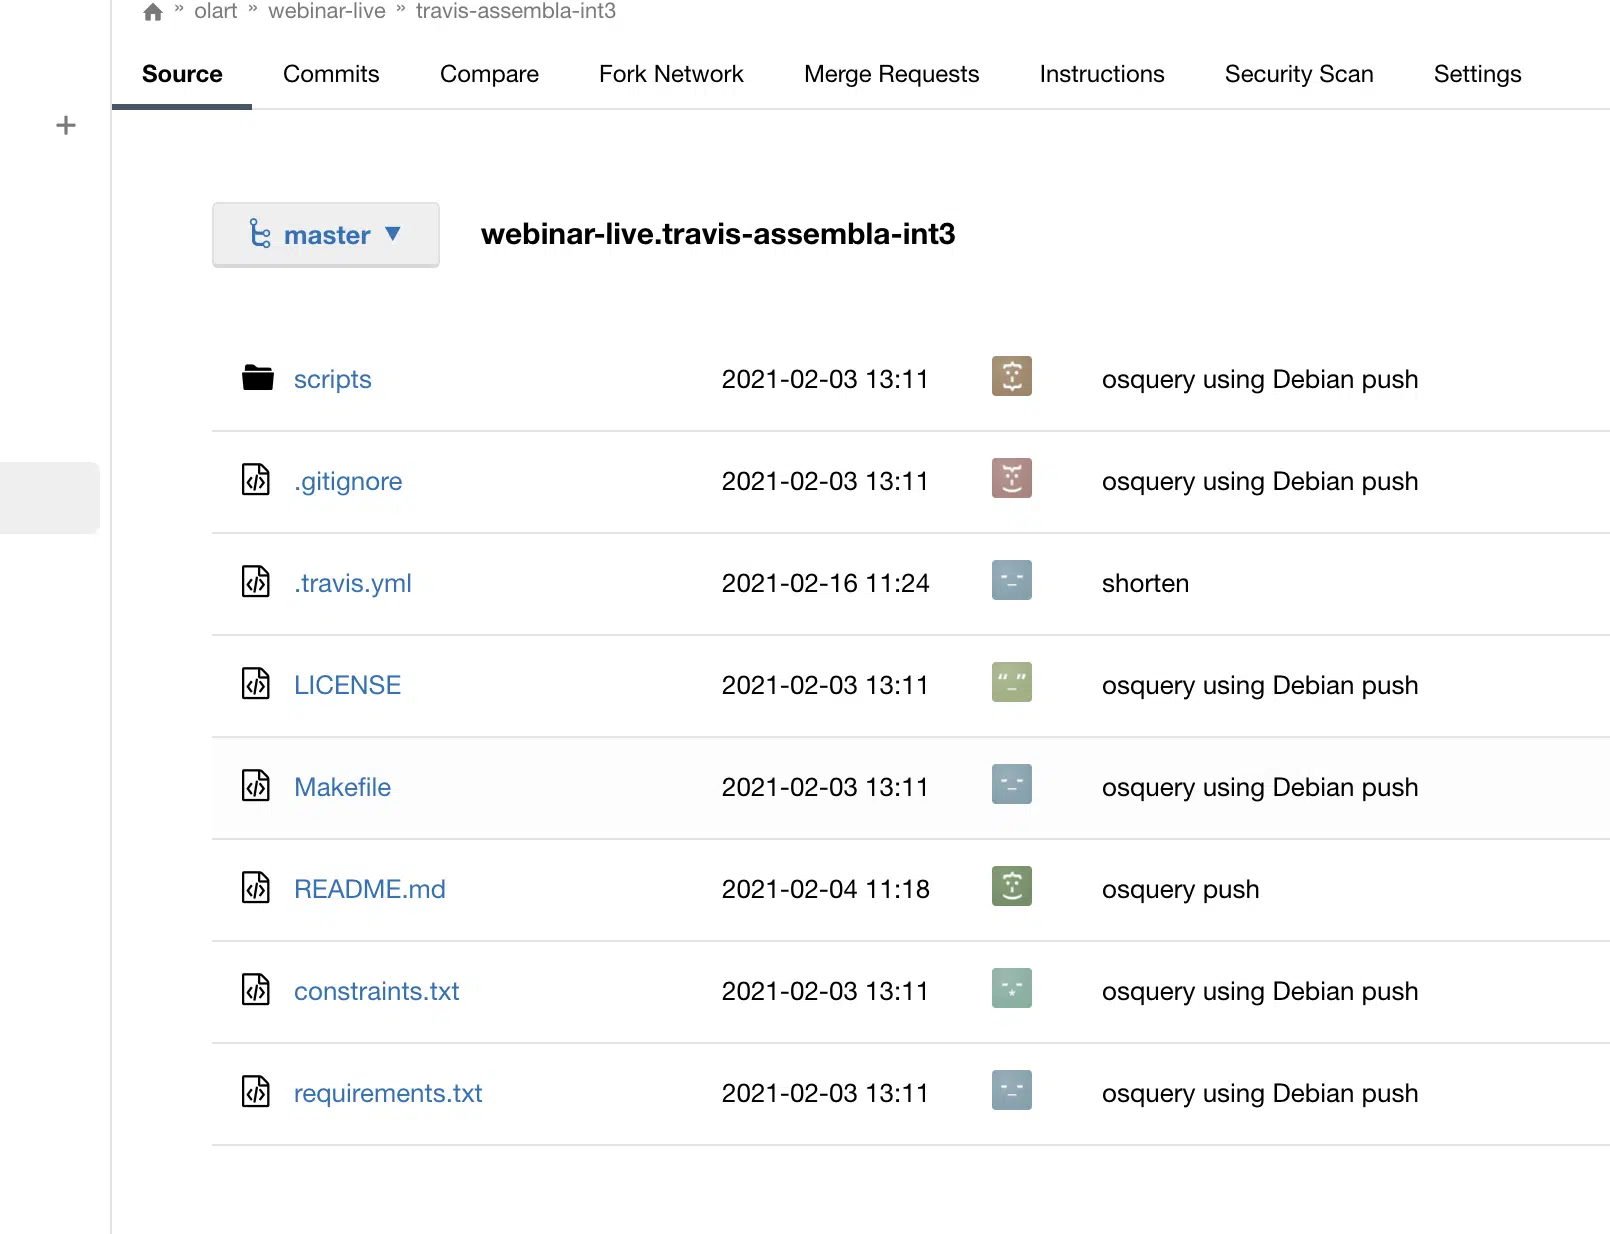 » olart » webinar-live » travis-assembla-int3
Source Commits Compare Fork Network Merge Requests Instructions Security Scan Settings
master ▼ webinar-live.travis-assembla-int3
scripts 2021-02-03 13:11 osquery using Debian push
.gitignore 2021-02-03 13:11 osquery using Debian push
.travis.yml 2021-02-16 11:24 shorten
LICENSE 2021-02-03 13:11 osquery using Debian push
Makefile 2021-02-03 13:11 osquery using Debian push
README.md 2021-02-04 11:18 osquery push
constraints.txt 2021-02-03 13:11 osquery using Debian push
requirements.txt 2021-02-03 13:11 osquery using Debian push